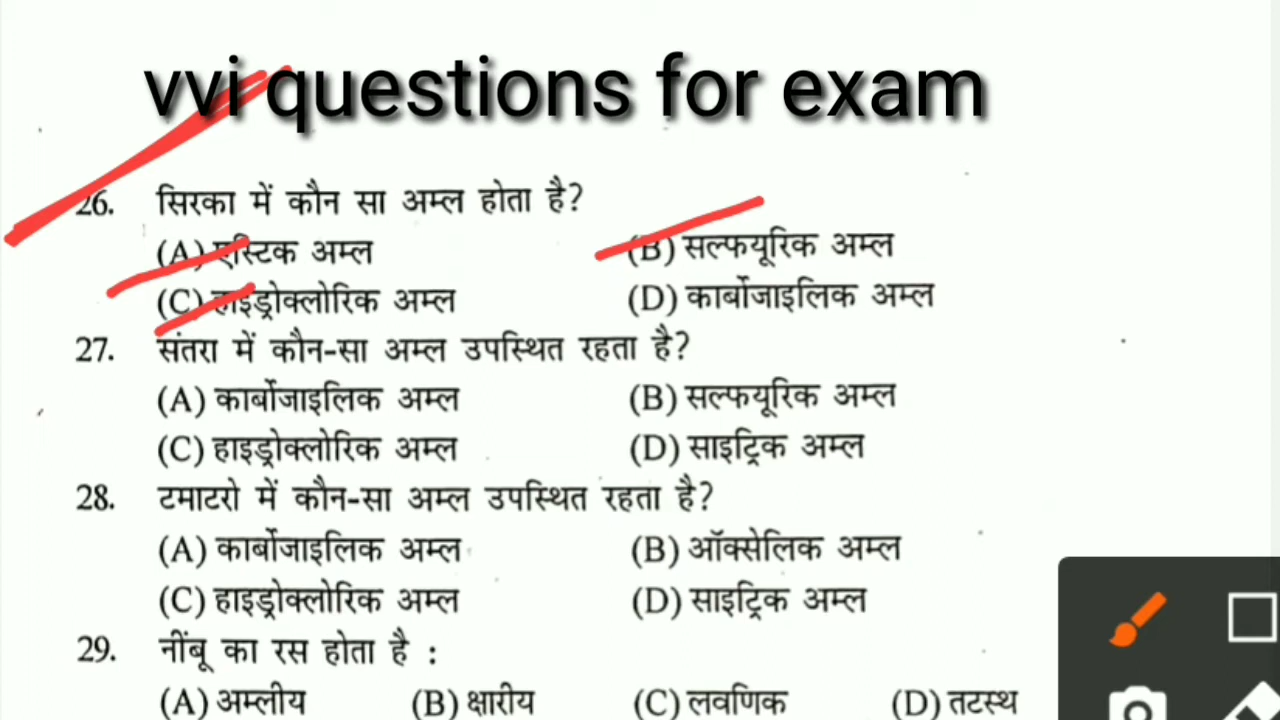 vvi questions for exam
26. सिरका में कौन सा अम्ल होता है?
(A) एस्टिक अम्ल (B) सल्फयूरिक अम्ल
(C) हाइड्रोक्लोरिक अम्ल (D) कार्बोजाइलिक अम्ल
27. संतरा में कौन-सा अम्ल उपस्थित रहता है?
(A) कार्बोजाइलिक अम्ल (B) सल्फयूरिक अम्ल
(C) हाइड्रोक्लोरिक अम्ल (D) साइट्रिक अम्ल
28. टमाटरो में कौन-सा अम्ल उपस्थित रहता है?
(A) कार्बोजाइलिक अम्ल (B) ऑक्सेलिक अम्ल
(C) हाइड्रोक्लोरिक अम्ल (D) साइट्रिक अम्ल
29. नींबू का रस होता है :
(A) अम्लीय (B) क्षारीय (C) लवणिक (D) तटस्थ